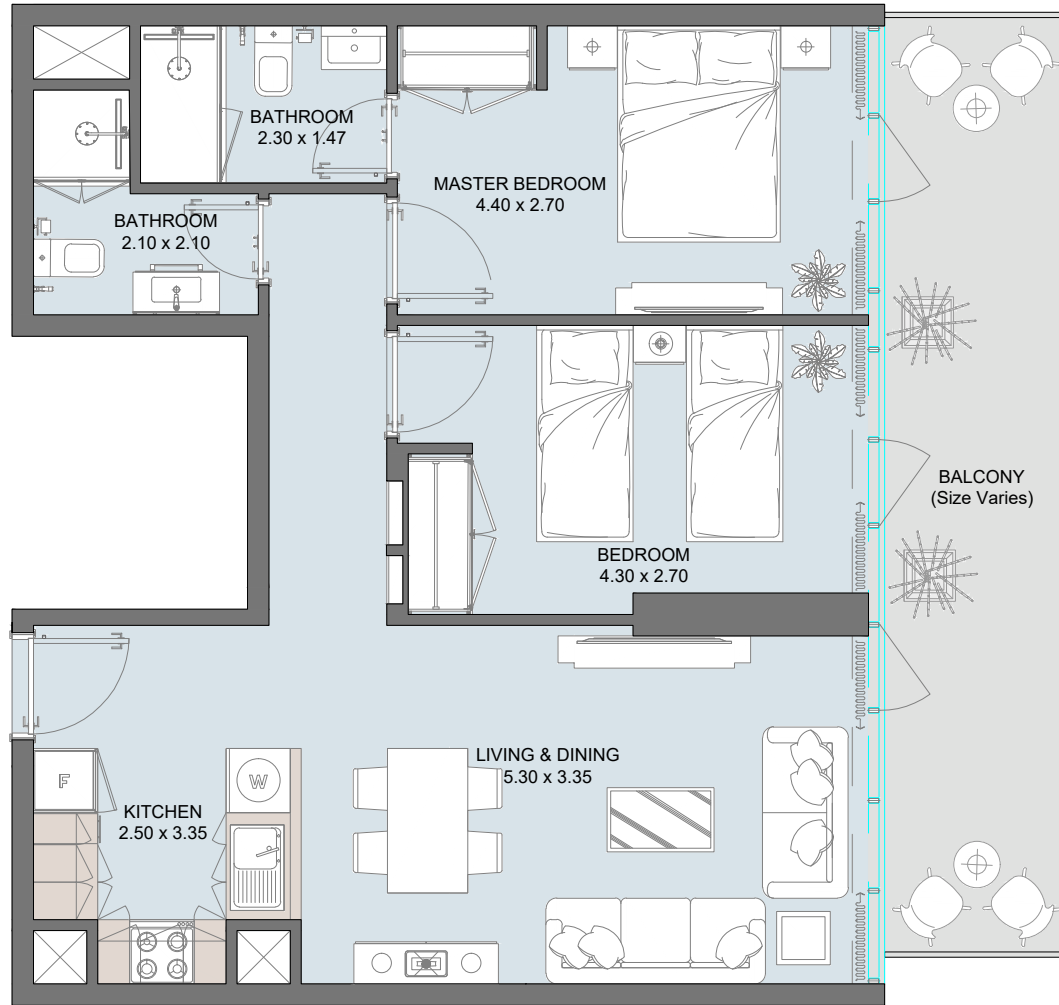 BATHROOM
2.30 x 1.47
MASTER BEDROOM
4.40 x 2.70
BATHROOM
2.10 x 2.10
BALCONY
(Size Varies)
BEDROOM
4.30 x 2.70
LIVING & DINING
5.30 x 3.35
F
W
KITCHEN
2.50 x 3.35